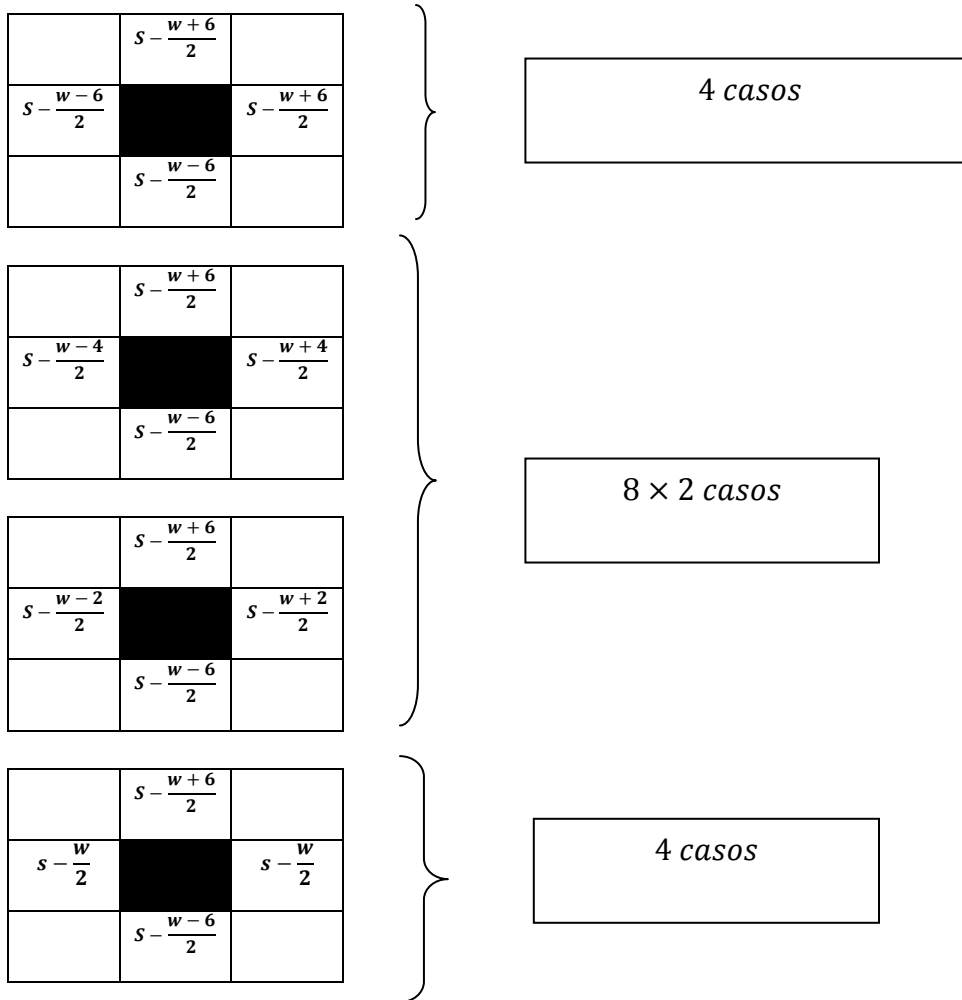 S − (w + 6)/2
S − (w − 6)/2 S − (w + 6)/2
S − (w − 6)/2
4 casos
S − (w + 6)/2
S − (w − 4)/2 S − (w + 4)/2
S − (w − 6)/2
S − (w + 6)/2
S − (w − 2)/2 S − (w + 2)/2
S − (w − 6)/2
8 × 2 casos
S − (w + 6)/2
s − w/2 s − w/2
S − (w − 6)/2
4 casos